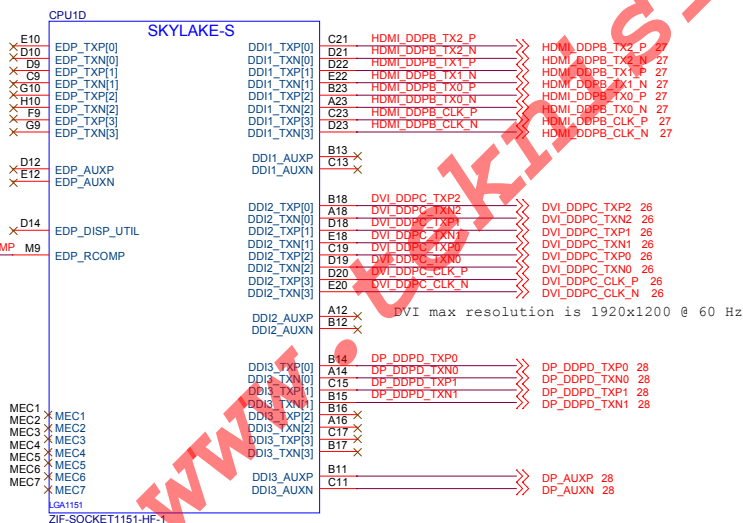 CPU1D
SKYLAKE-S
E10 EDP_TXP[0] DDI1_TXP[0] C21 HDMI_DDPB_TX2_P HDMI_DDPB_TX2_P 27
D10 EDP_TXN[0] DDI1_TXN[0] D21 HDMI_DDPB_TX2_N HDMI_DDPB_TX2_N 27
D9 EDP_TXP[1] DDI1_TXP[1] D22 HDMI_DDPB_TX1_P HDMI_DDPB_TX1_P 27
C9 EDP_TXN[1] DDI1_TXN[1] E22 HDMI_DDPB_TX1_N HDMI_DDPB_TX1_N 27
G10 EDP_TXP[2] DDI1_TXP[2] B23 HDMI_DDPB_TX0_P HDMI_DDPB_TX0_P 27
H10 EDP_TXN[2] DDI1_TXN[2] A23 HDMI_DDPB_TX0_N HDMI_DDPB_TX0_N 27
F9 EDP_TXP[3] DDI1_TXP[3] C23 HDMI_DDPB_CLK_P HDMI_DDPB_CLK_P 27
G9 EDP_TXN[3] DDI1_TXN[3] D23 HDMI_DDPB_CLK_N HDMI_DDPB_CLK_N 27
D12 EDP_AUXP DDI1_AUXP B13
E12 EDP_AUXN DDI1_AUXN C13
DDI2_TXP[0] B18 DVI_DDPC_TXP2 DVI_DDPC_TXP2 26
DDI2_TXN[0] A18 DVI_DDPC_TXN2 DVI_DDPC_TXN2 26
D14 EDP_DISP_UTIL DDI2_TXP[1] D18 DVI_DDPC_TXP1 DVI_DDPC_TXP1 26
DDI2_TXN[1] E18 DVI_DDPC_TXN1 DVI_DDPC_TXN1 26
MP M9 EDP_RCOMP DDI2_TXP[2] C19 DVI_DDPC_TXP0 DVI_DDPC_TXP0 26
DDI2_TXN[2] D19 DVI_DDPC_TXN0 DVI_DDPC_TXN0 26
DDI2_TXP[3] D20 DVI_DDPC_CLK_P DVI_DDPC_CLK_P 26
DDI2_TXN[3] E20 DVI_DDPC_CLK_N DVI_DDPC_CLK_N 26
DDI2_AUXP A12 DVI max resolution is 1920x1200 @ 60 Hz
DDI2_AUXN B12
DDI3_TXP[0] B14 DP_DDPD_TXP0 DP_DDPD_TXP0 28
DDI3_TXN[0] A14 DP_DDPD_TXN0 DP_DDPD_TXN0 28
DDI3_TXP[1] C15 DP_DDPD_TXP1 DP_DDPD_TXP1 28
DDI3_TXN[1] B15 DP_DDPD_TXN1 DP_DDPD_TXN1 28
MEC1 MEC1 DDI3_TXP[2] B16
MEC2 MEC2 DDI3_TXN[2] A16
MEC3 MEC3 DDI3_TXP[3] C17
MEC4 MEC4 DDI3_TXN[3] B17
MEC5 MEC5
MEC6 MEC6 DDI3_AUXP B11 DP_AUXP 28
MEC7 MEC7 DDI3_AUXN C11 DP_AUXN 28
LGA1151
ZIF-SOCKET1151-HF-1
www.teknis